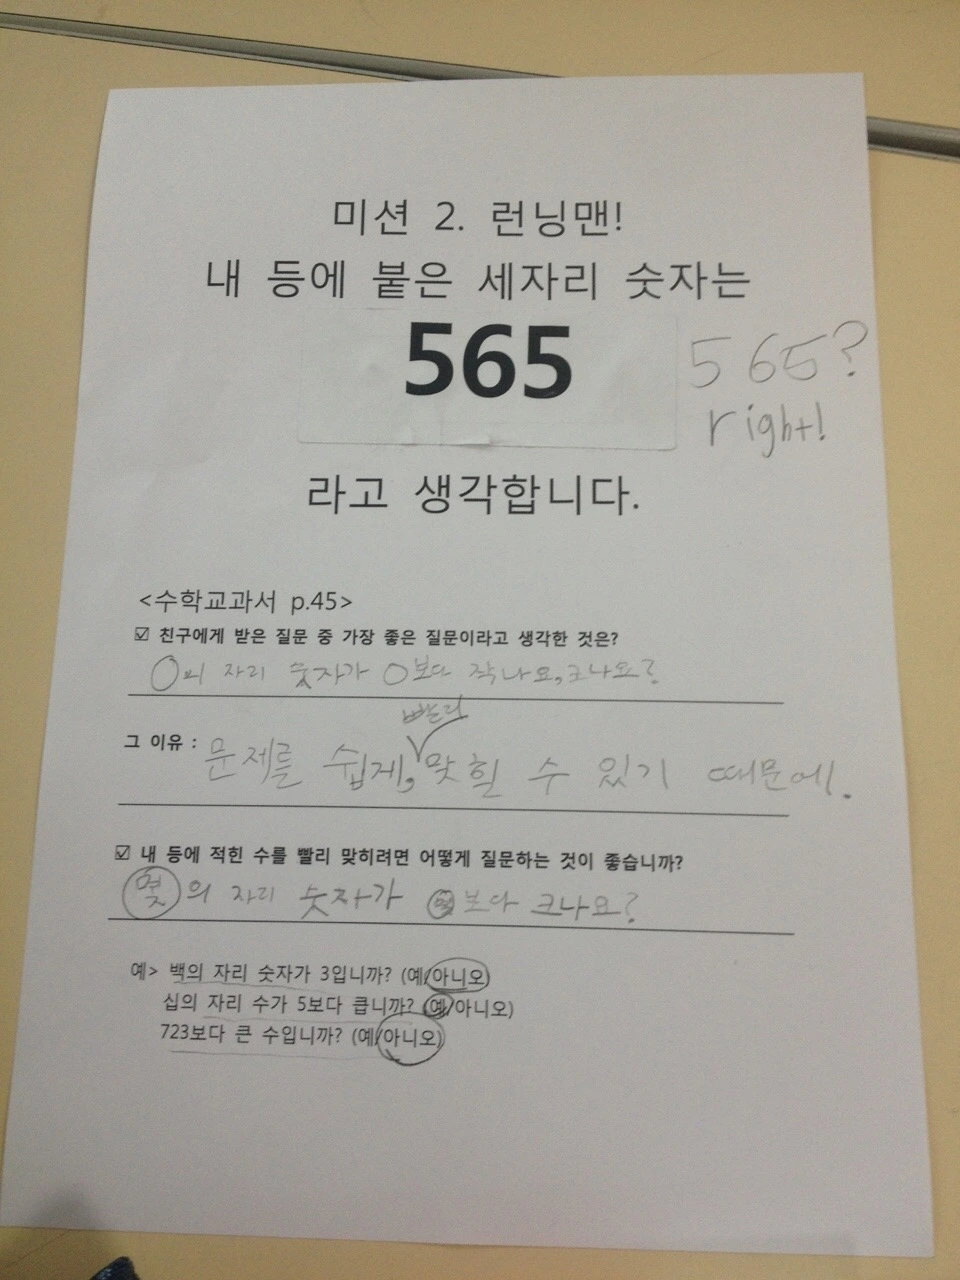 미션 2. 런닝맨!
내 등에 붙은 세자리 숫자는
565
565?
right!
라고 생각합니다.
<수학교과서 p.45>
☑ 친구에게 받은 질문 중 가장 좋은 질문이라고 생각한 것은?
○의 자리 숫자가 ○보다 작나요, 크나요?
빨리
그 이유 : 문제를 쉽게, 맞힐 수 있기 때문에.
☑ 내 등에 적힌 수를 빨리 맞히려면 어떻게 질문하는 것이 좋습니까?
몇의 자리 숫자가 몇보다 크나요?
예> 백의 자리 숫자가 3입니까? (예/아니오)
십의 자리 수가 5보다 큽니까? (예/아니오)
723보다 큰 수입니까? (예/아니오)